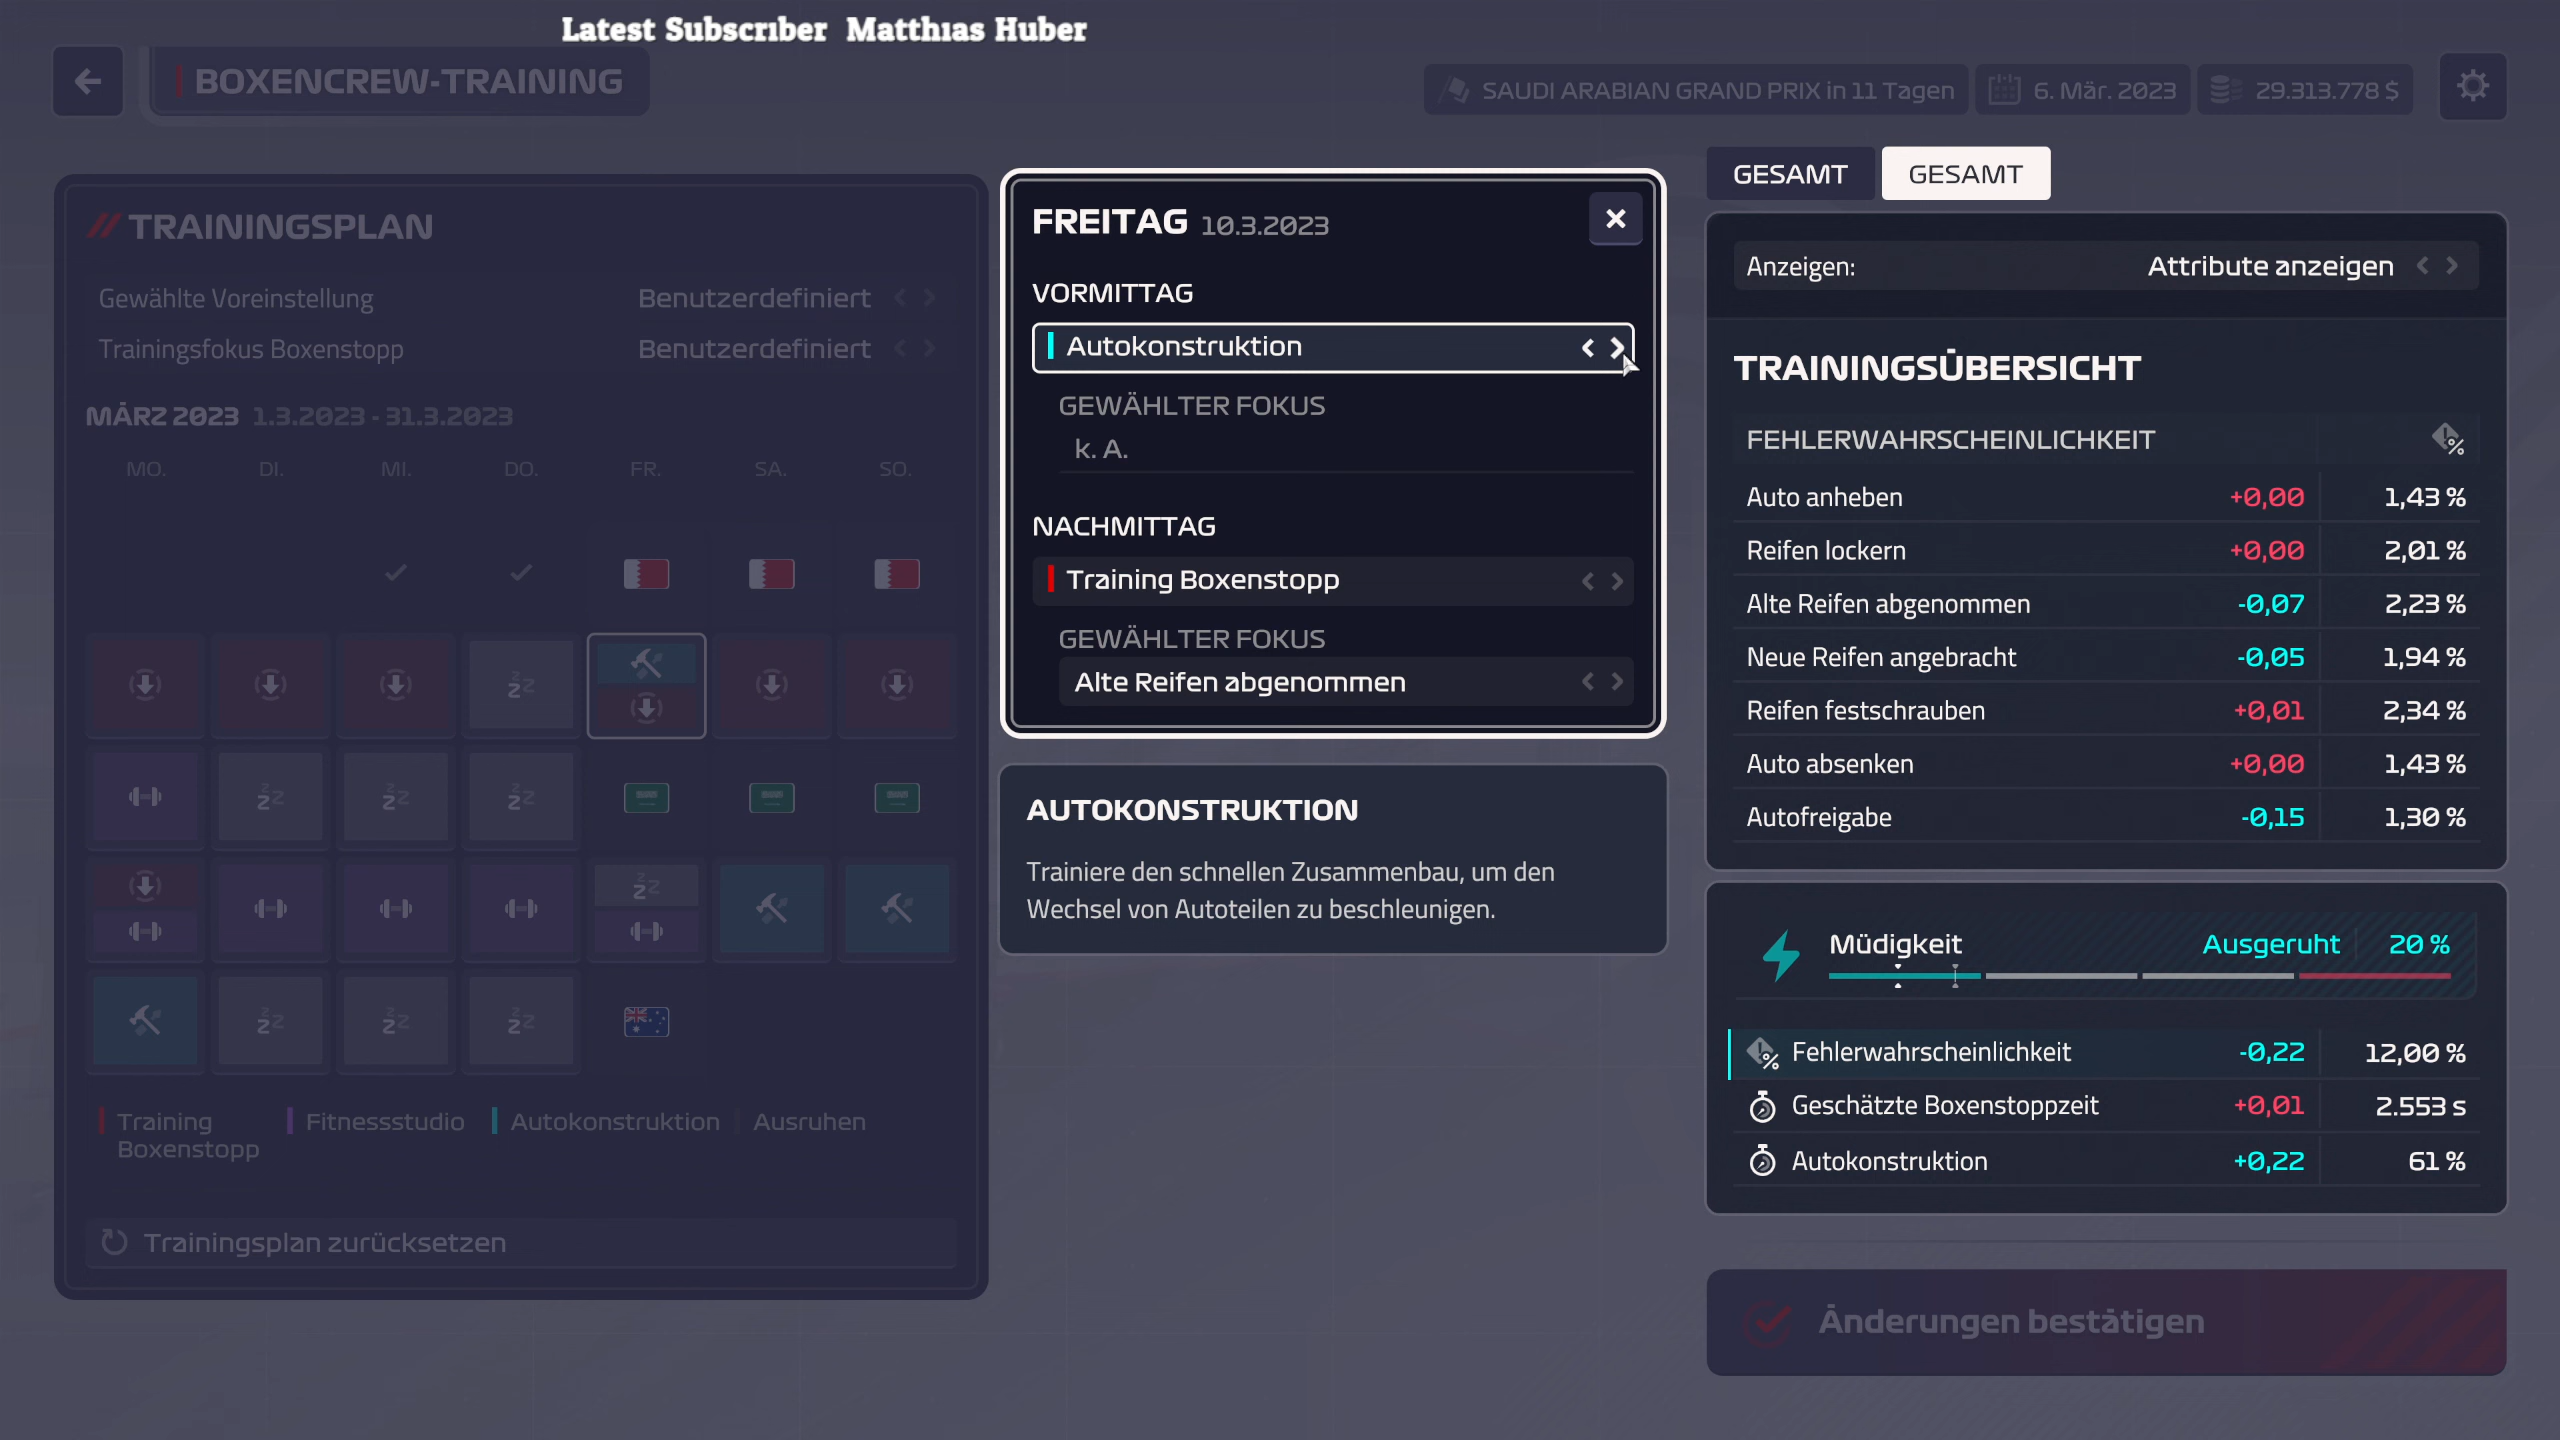 Latest Subscriber Matthias Huber
BOXENCREW-TRAINING
SAUDI ARABIAN GRAND PRIX in 11 Tagen
6. Mär. 2023
29.313.778 $
TRAININGSPLAN
Gewählte Voreinstellung Benutzerdefiniert
Trainingsfokus Boxenstopp Benutzerdefiniert
MÄRZ 2023 1.3.2023 - 31.3.2023
MO. DI. MI. DO. FR. SA. SO.
Training Boxenstopp
Fitnessstudio
Autokonstruktion
Ausruhen
Trainingsplan zurücksetzen
FREITAG 10.3.2023
VORMITTAG
Autokonstruktion
GEWÄHLTER FOKUS
k. A.
NACHMITTAG
Training Boxenstopp
GEWÄHLTER FOKUS
Alte Reifen abgenommen
AUTOKONSTRUKTION
Trainiere den schnellen Zusammenbau, um den
Wechsel von Autoteilen zu beschleunigen.
GESAMT GESAMT
Anzeigen: Attribute anzeigen
TRAININGSÜBERSICHT
FEHLERWAHRSCHEINLICHKEIT
Auto anheben +0,00 1,43 %
Reifen lockern +0,00 2,01 %
Alte Reifen abgenommen -0,07 2,23 %
Neue Reifen angebracht -0,05 1,94 %
Reifen festschrauben +0,01 2,34 %
Auto absenken +0,00 1,43 %
Autofreigabe -0,15 1,30 %
Müdigkeit Ausgeruht 20 %
Fehlerwahrscheinlichkeit -0,22 12,00 %
Geschätzte Boxenstoppzeit +0,01 2.553 s
Autokonstruktion +0,22 61 %
Änderungen bestätigen